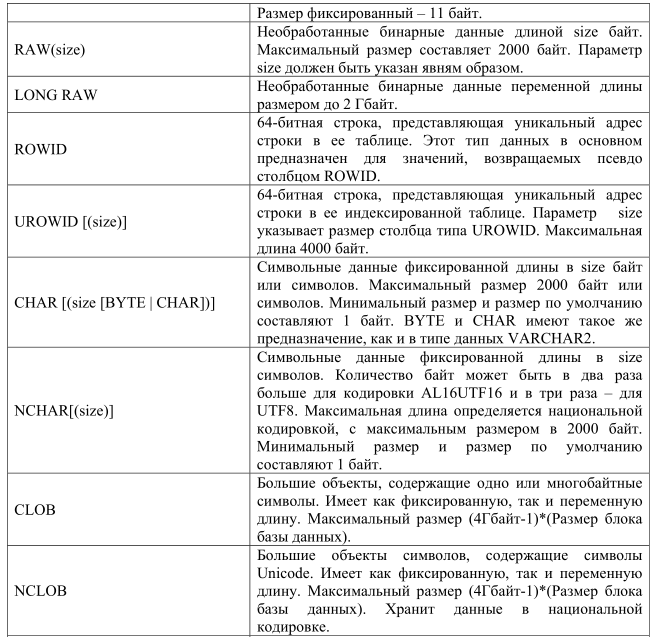 Размер фиксированный – 11 байт.
RAW(size)
Необработанные бинарные данные длиной size байт.
Максимальный размер составляет 2000 байт. Параметр
size должен быть указан явням образом.
LONG RAW
Необработанные бинарные данные переменной длины
размером до 2 Гбайт.
ROWID
64-битная строка, представляющая уникальный адрес
строки в ее таблице. Этот тип данных в основном
предназначен для значений, возвращаемых псевдо
столбцом ROWID.
UROWID [(size)]
64-битная строка, представляющая уникальный адрес
строки в ее индексированной таблице. Параметр size
указывает размер столбца типа UROWID. Максимальная
длина 4000 байт.
CHAR [(size [BYTE | CHAR])]
Символьные данные фиксированной длины в size байт
или символов. Максимальный размер 2000 байт или
символов. Минимальный размер и размер по умолчанию
составляют 1 байт. BYTE и CHAR имеют такое же
предназначение, как и в типе данных VARCHAR2.
NCHAR[(size)]
Символьные данные фиксированной длины в size
символов. Количество байт может быть в два раза
больше для кодировки AL16UTF16 и в три раза – для
UTF8. Максимальная длина определяется национальной
кодировкой, с максимальным размером в 2000 байт.
Минимальный размер и размер по умолчанию
составляют 1 байт.
CLOB
Большие объекты, содержащие одно или многобайтные
символы. Имеет как фиксированную, так и переменную
длину. Максимальный размер (4Гбайт-1)*(Размер блока
базы данных).
NCLOB
Большие объекты символов, содержащие символы
Unicode. Имеет как фиксированную, так и переменную
длину. Максимальный размер (4Гбайт-1)*(Размер блока
базы данных). Хранит данные в национальной
кодировке.